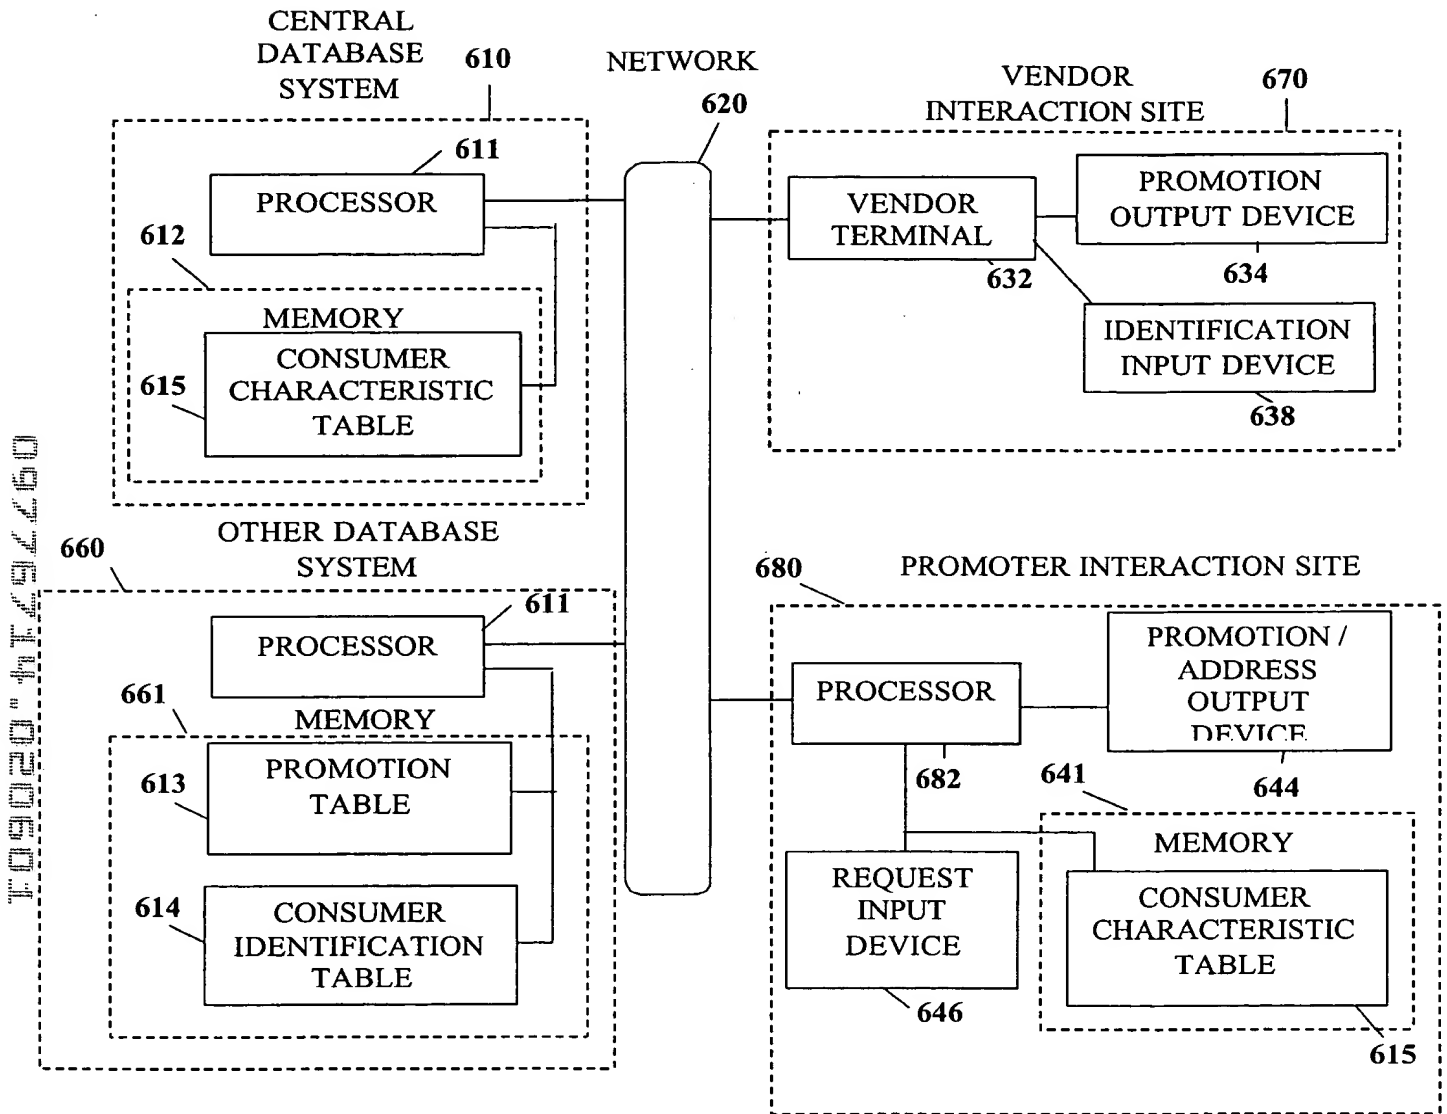 CENTRAL
DATABASE
SYSTEM
610
611
PROCESSOR
612
MEMORY
615
CONSUMER
CHARACTERISTIC
TABLE
NETWORK
620
VENDOR
INTERACTION SITE
670
VENDOR
TERMINAL
632
PROMOTION
OUTPUT DEVICE
634
IDENTIFICATION
INPUT DEVICE
638
OTHER DATABASE
SYSTEM
660
611
PROCESSOR
661
MEMORY
613
PROMOTION
TABLE
614
CONSUMER
IDENTIFICATION
TABLE
680
PROMOTER INTERACTION SITE
PROCESSOR
682
PROMOTION /
ADDRESS
OUTPUT
DEVICE
644
641
MEMORY
REQUEST
INPUT
DEVICE
646
CONSUMER
CHARACTERISTIC
TABLE
615
09776714.020601